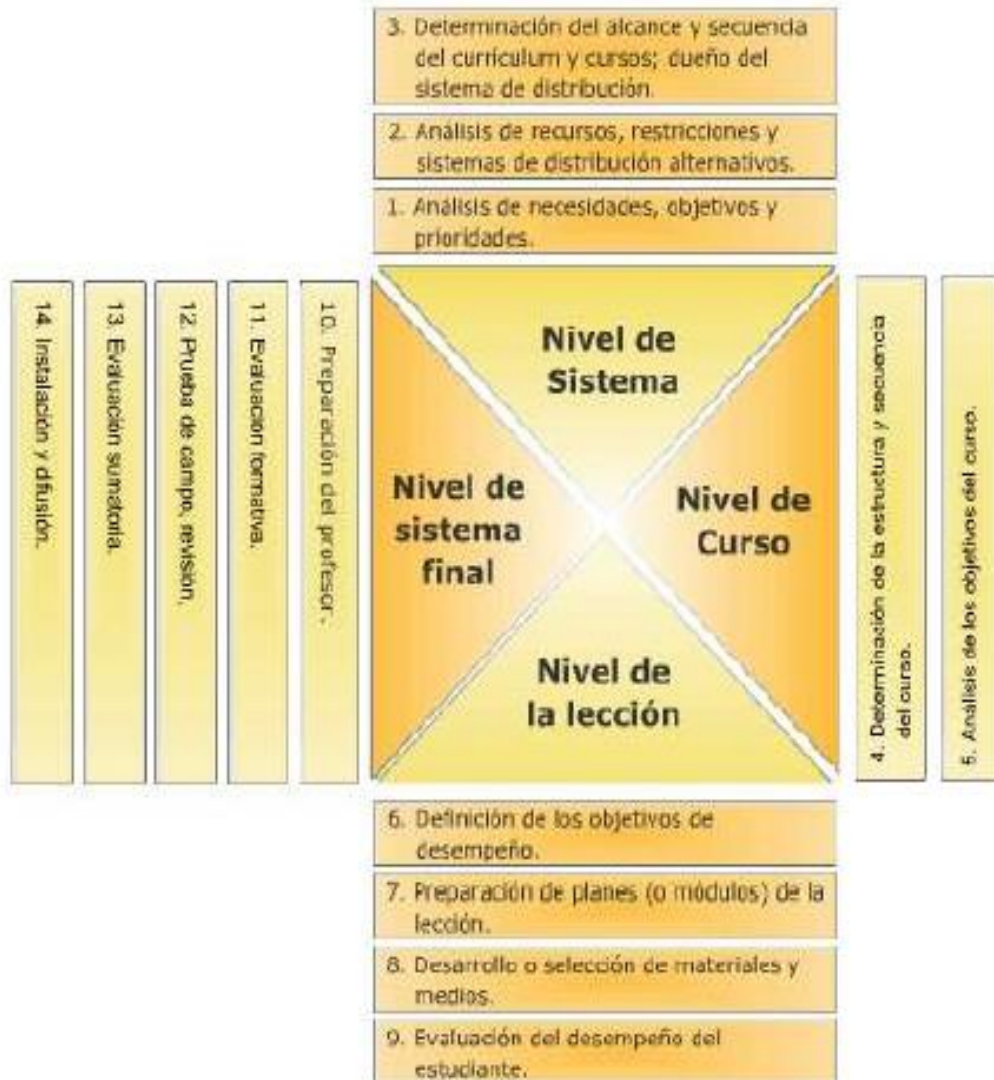 3. Determinación del alcance y secuencia
del currículum y cursos; dueño del
sistema de distribución.
2. Análisis de recursos, restricciones y
sistemas de distribución alternativos.
1. Análisis de necesidades, objetivos y
prioridades.
14. Instalación y difusión.
13. Evaluación sumatoria.
12. Prueba de campo, revisión.
11. Evaluación formativa.
10. Preparación del profesor.
Nivel de
Sistema
Nivel de
sistema
final
Nivel de
Curso
Nivel de
la lección
4. Determinación de la estructura y secuencia
del curso.
5. Análisis de los objetivos del curso.
6. Definición de los objetivos de
desempeño.
7. Preparación de planes (o módulos) de la
lección.
8. Desarrollo o selección de materiales y
medios.
9. Evaluación del desempeño del
estudiante.